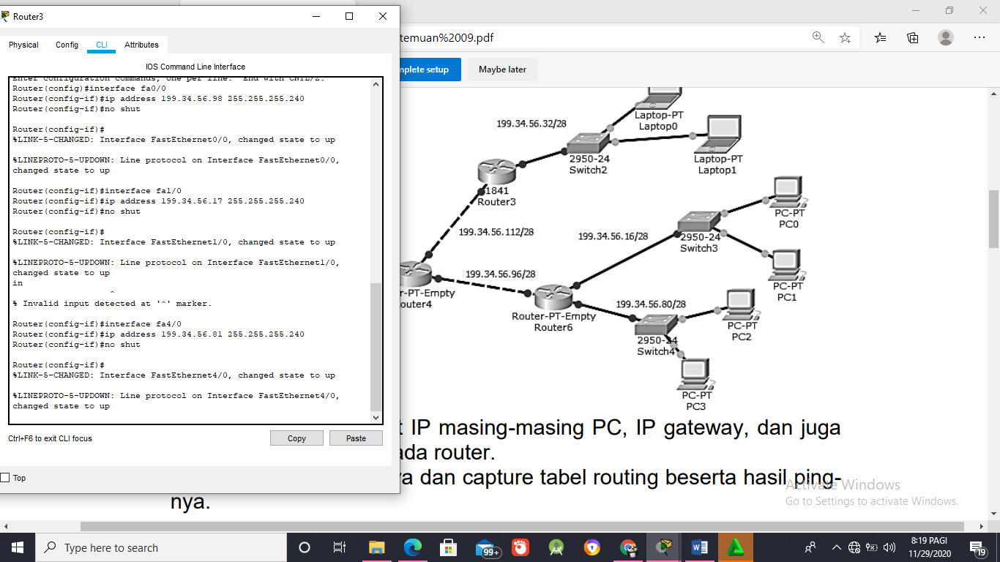 Router3
Physical
Config
CLI
Attributes
IOS Command Line Interface
Enter configuration commands, one per line. End with CNTL/Z.
Router(config)#interface fa0/0
Router(config-if)#ip address 199.34.56.98 255.255.255.240
Router(config-if)#no shut
Router(config-if)#
%LINK-5-CHANGED: Interface FastEthernet0/0, changed state to up
%LINEPROTO-5-UPDOWN: Line protocol on Interface FastEthernet0/0,
changed state to up
Router(config-if)#interface fa1/0
Router(config-if)#ip address 199.34.56.17 255.255.255.240
Router(config-if)#no shut
Router(config-if)#
%LINK-5-CHANGED: Interface FastEthernet1/0, changed state to up
%LINEPROTO-5-UPDOWN: Line protocol on Interface FastEthernet1/0,
changed state to up
in
^
% Invalid input detected at '^' marker.
Router(config-if)#interface fa4/0
Router(config-if)#ip address 199.34.56.81 255.255.255.240
Router(config-if)#no shut
Router(config-if)#
%LINK-5-CHANGED: Interface FastEthernet4/0, changed state to up
%LINEPROTO-5-UPDOWN: Line protocol on Interface FastEthernet4/0,
changed state to up
Ctrl+F6 to exit CLI focus
Copy
Paste
Top
temuan%2009.pdf
mplete setup
Maybe later
199.34.56.32/28
Laptop-PT
Laptop0
2950-24
Switch2
Laptop-PT
Laptop1
1841
Router3
199.34.56.112/28
199.34.56.16/28
2950-24
Switch3
PC-PT
PC0
199.34.56.96/28
PC-PT
PC1
r-PT-Empty
outer4
Router-PT-Empty
Router6
199.34.56.80/28
2950-24
Switch4
PC-PT
PC2
PC-PT
PC3
t IP masing-masing PC, IP gateway, dan juga
ada router.
ya dan capture tabel routing beserta hasil ping-
nya.
Activate Windows
Go to Settings to activate Windows.
Type here to search
99+
8:19 PAGI
11/29/2020
19